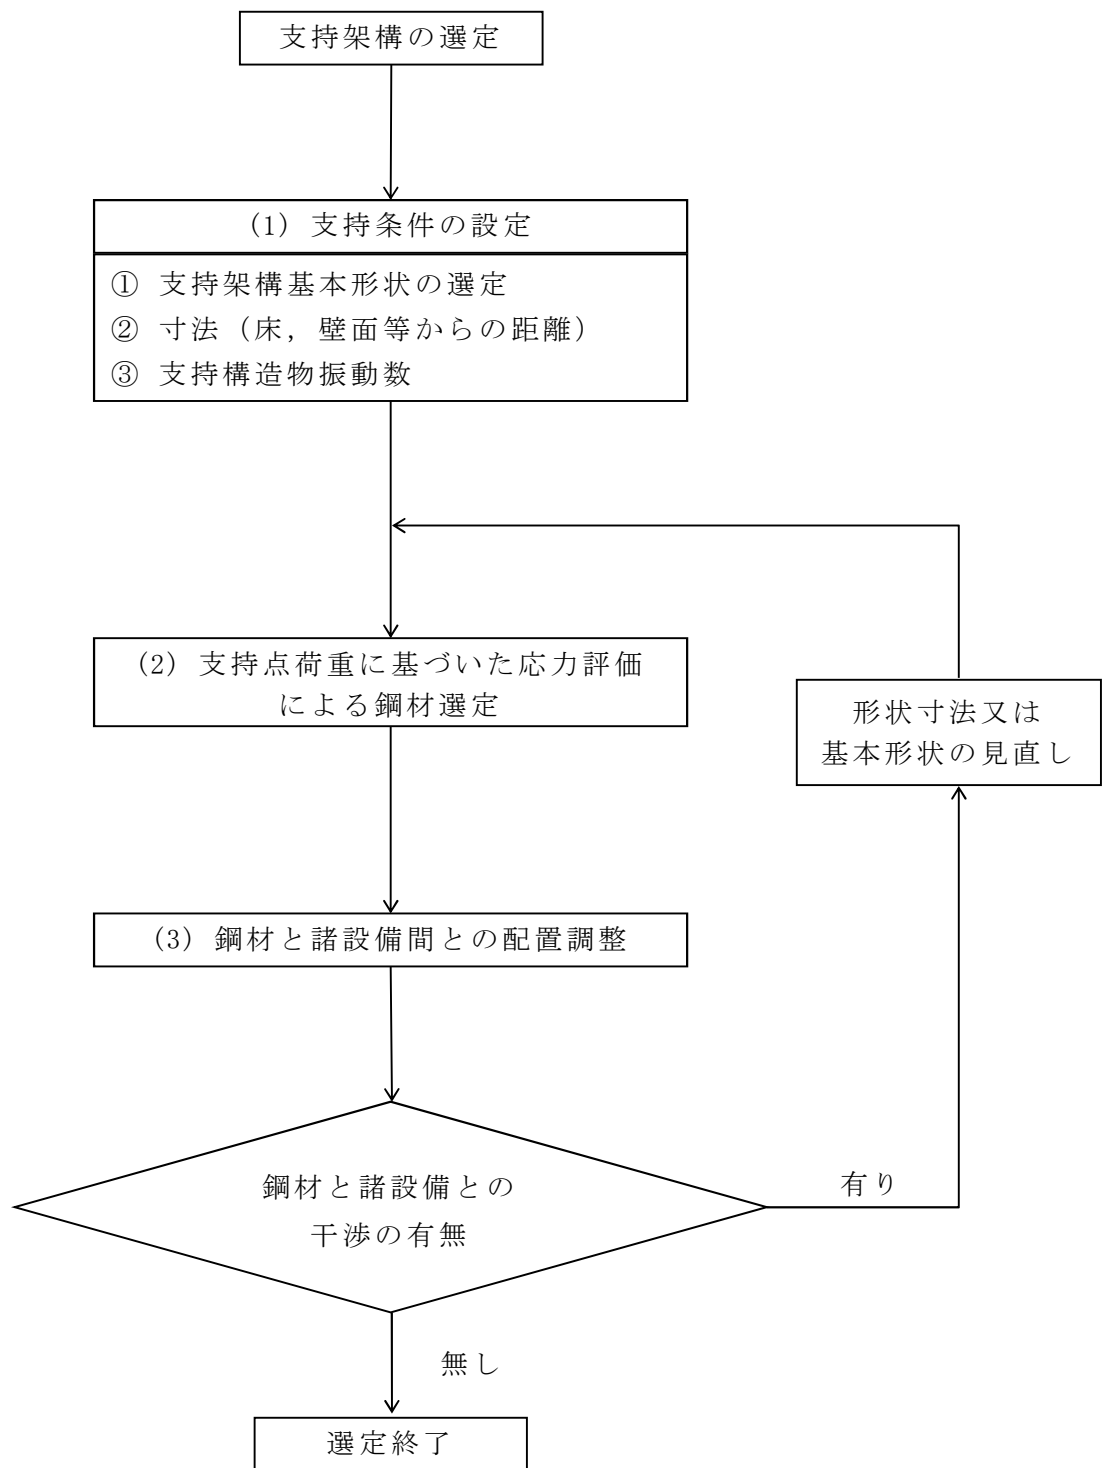 支持架構の選定
(1) 支持条件の設定
① 支持架構基本形状の選定
② 寸法（床，壁面等からの距離）
③ 支持構造物振動数
(2) 支持点荷重に基づいた応力評価
による鋼材選定
形状寸法又は
基本形状の見直し
(3) 鋼材と諸設備間との配置調整
鋼材と諸設備との
干渉の有無
有り
無し
選定終了